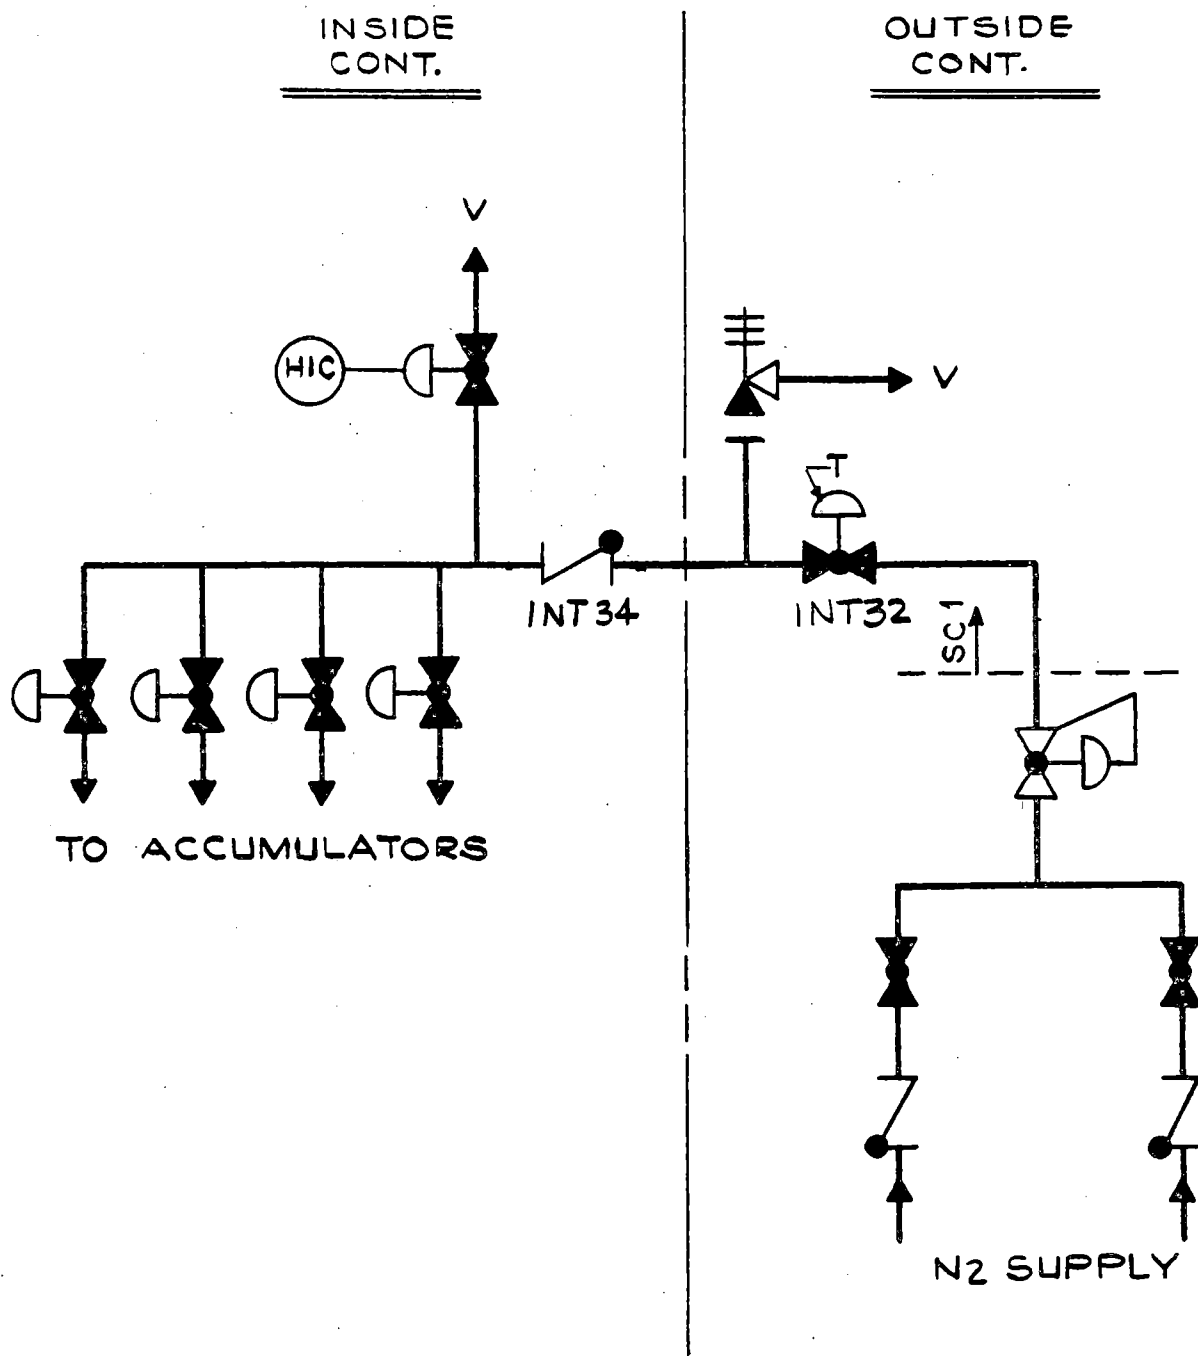 INSIDE
CONT.
OUTSIDE
CONT.
V
HIC
V
T
INT34
INT32
SC1
TO ACCUMULATORS
N2 SUPPLY